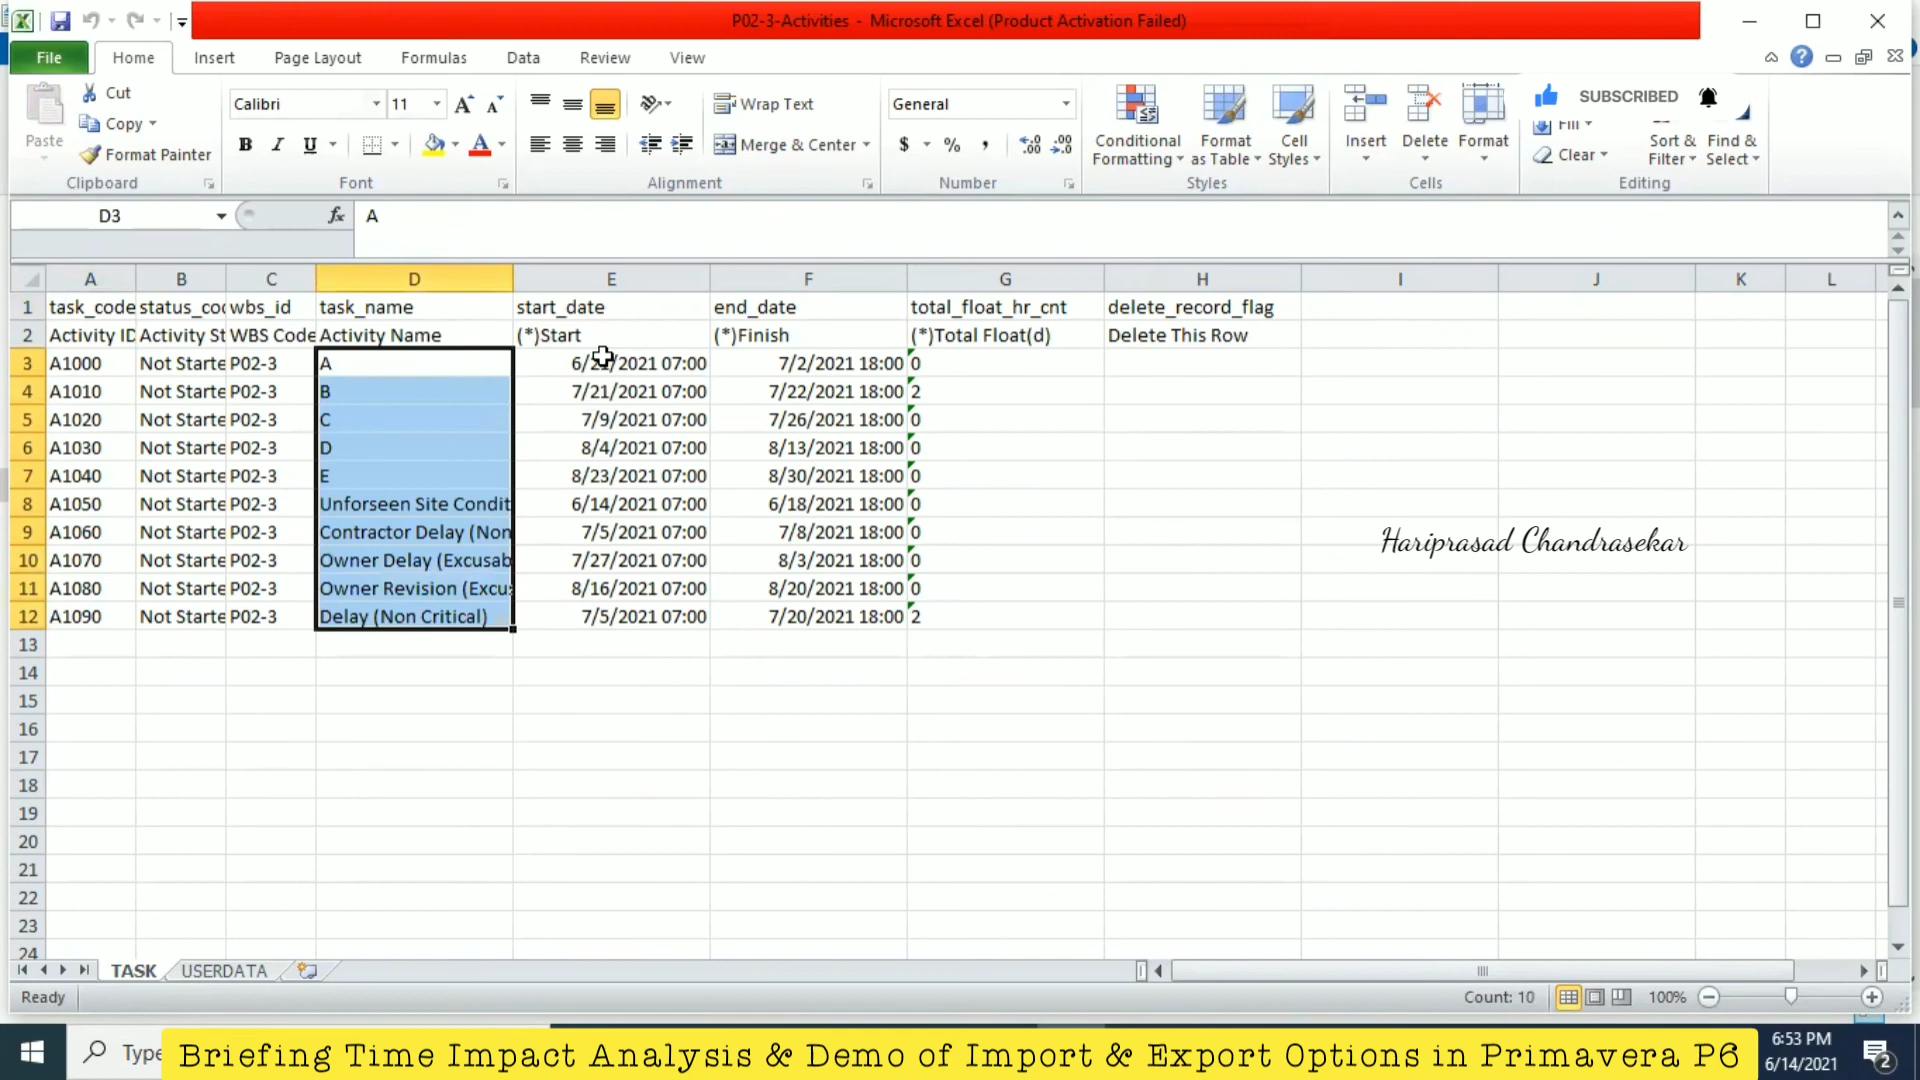 P02-3-Activities - Microsoft Excel (Product Activation Failed)
File Home Insert Page Layout Formulas Data Review View
Paste Cut Copy Format Painter Clipboard
Calibri 11 Font
Wrap Text Merge & Center Alignment
General $ % , Number
Conditional Formatting Format as Table Cell Styles Styles
Insert Delete Format Cells
SUBSCRIBED
Fill Clear Sort & Filter Find & Select Editing
D3 fx A
A B C D E F G H I J K L
1 task_code status_co wbs_id task_name start_date end_date total_float_hr_cnt delete_record_flag
2 Activity ID Activity St WBS Code Activity Name (*)Start (*)Finish (*)Total Float(d) Delete This Row
3 A1000 Not Starte P02-3 A 6/21/2021 07:00 7/2/2021 18:00 0
4 A1010 Not Starte P02-3 B 7/21/2021 07:00 7/22/2021 18:00 2
5 A1020 Not Starte P02-3 C 7/9/2021 07:00 7/26/2021 18:00 0
6 A1030 Not Starte P02-3 D 8/4/2021 07:00 8/13/2021 18:00 0
7 A1040 Not Starte P02-3 E 8/23/2021 07:00 8/30/2021 18:00 0
8 A1050 Not Starte P02-3 Unforseen Site Condit 6/14/2021 07:00 6/18/2021 18:00 0
9 A1060 Not Starte P02-3 Contractor Delay (Non 7/5/2021 07:00 7/8/2021 18:00 0
10 A1070 Not Starte P02-3 Owner Delay (Excusab 7/27/2021 07:00 8/3/2021 18:00 0
11 A1080 Not Starte P02-3 Owner Revision (Excu 8/16/2021 07:00 8/20/2021 18:00 0
12 A1090 Not Starte P02-3 Delay (Non Critical) 7/5/2021 07:00 7/20/2021 18:00 2
Hariprasad Chandrasekar
13
14
15
16
17
18
19
20
21
22
23
24
TASK USERDATA
Ready Count: 10 100%
Type
Briefing Time Impact Analysis & Demo of Import & Export Options in Primavera P6
6:53 PM
6/14/2021
2